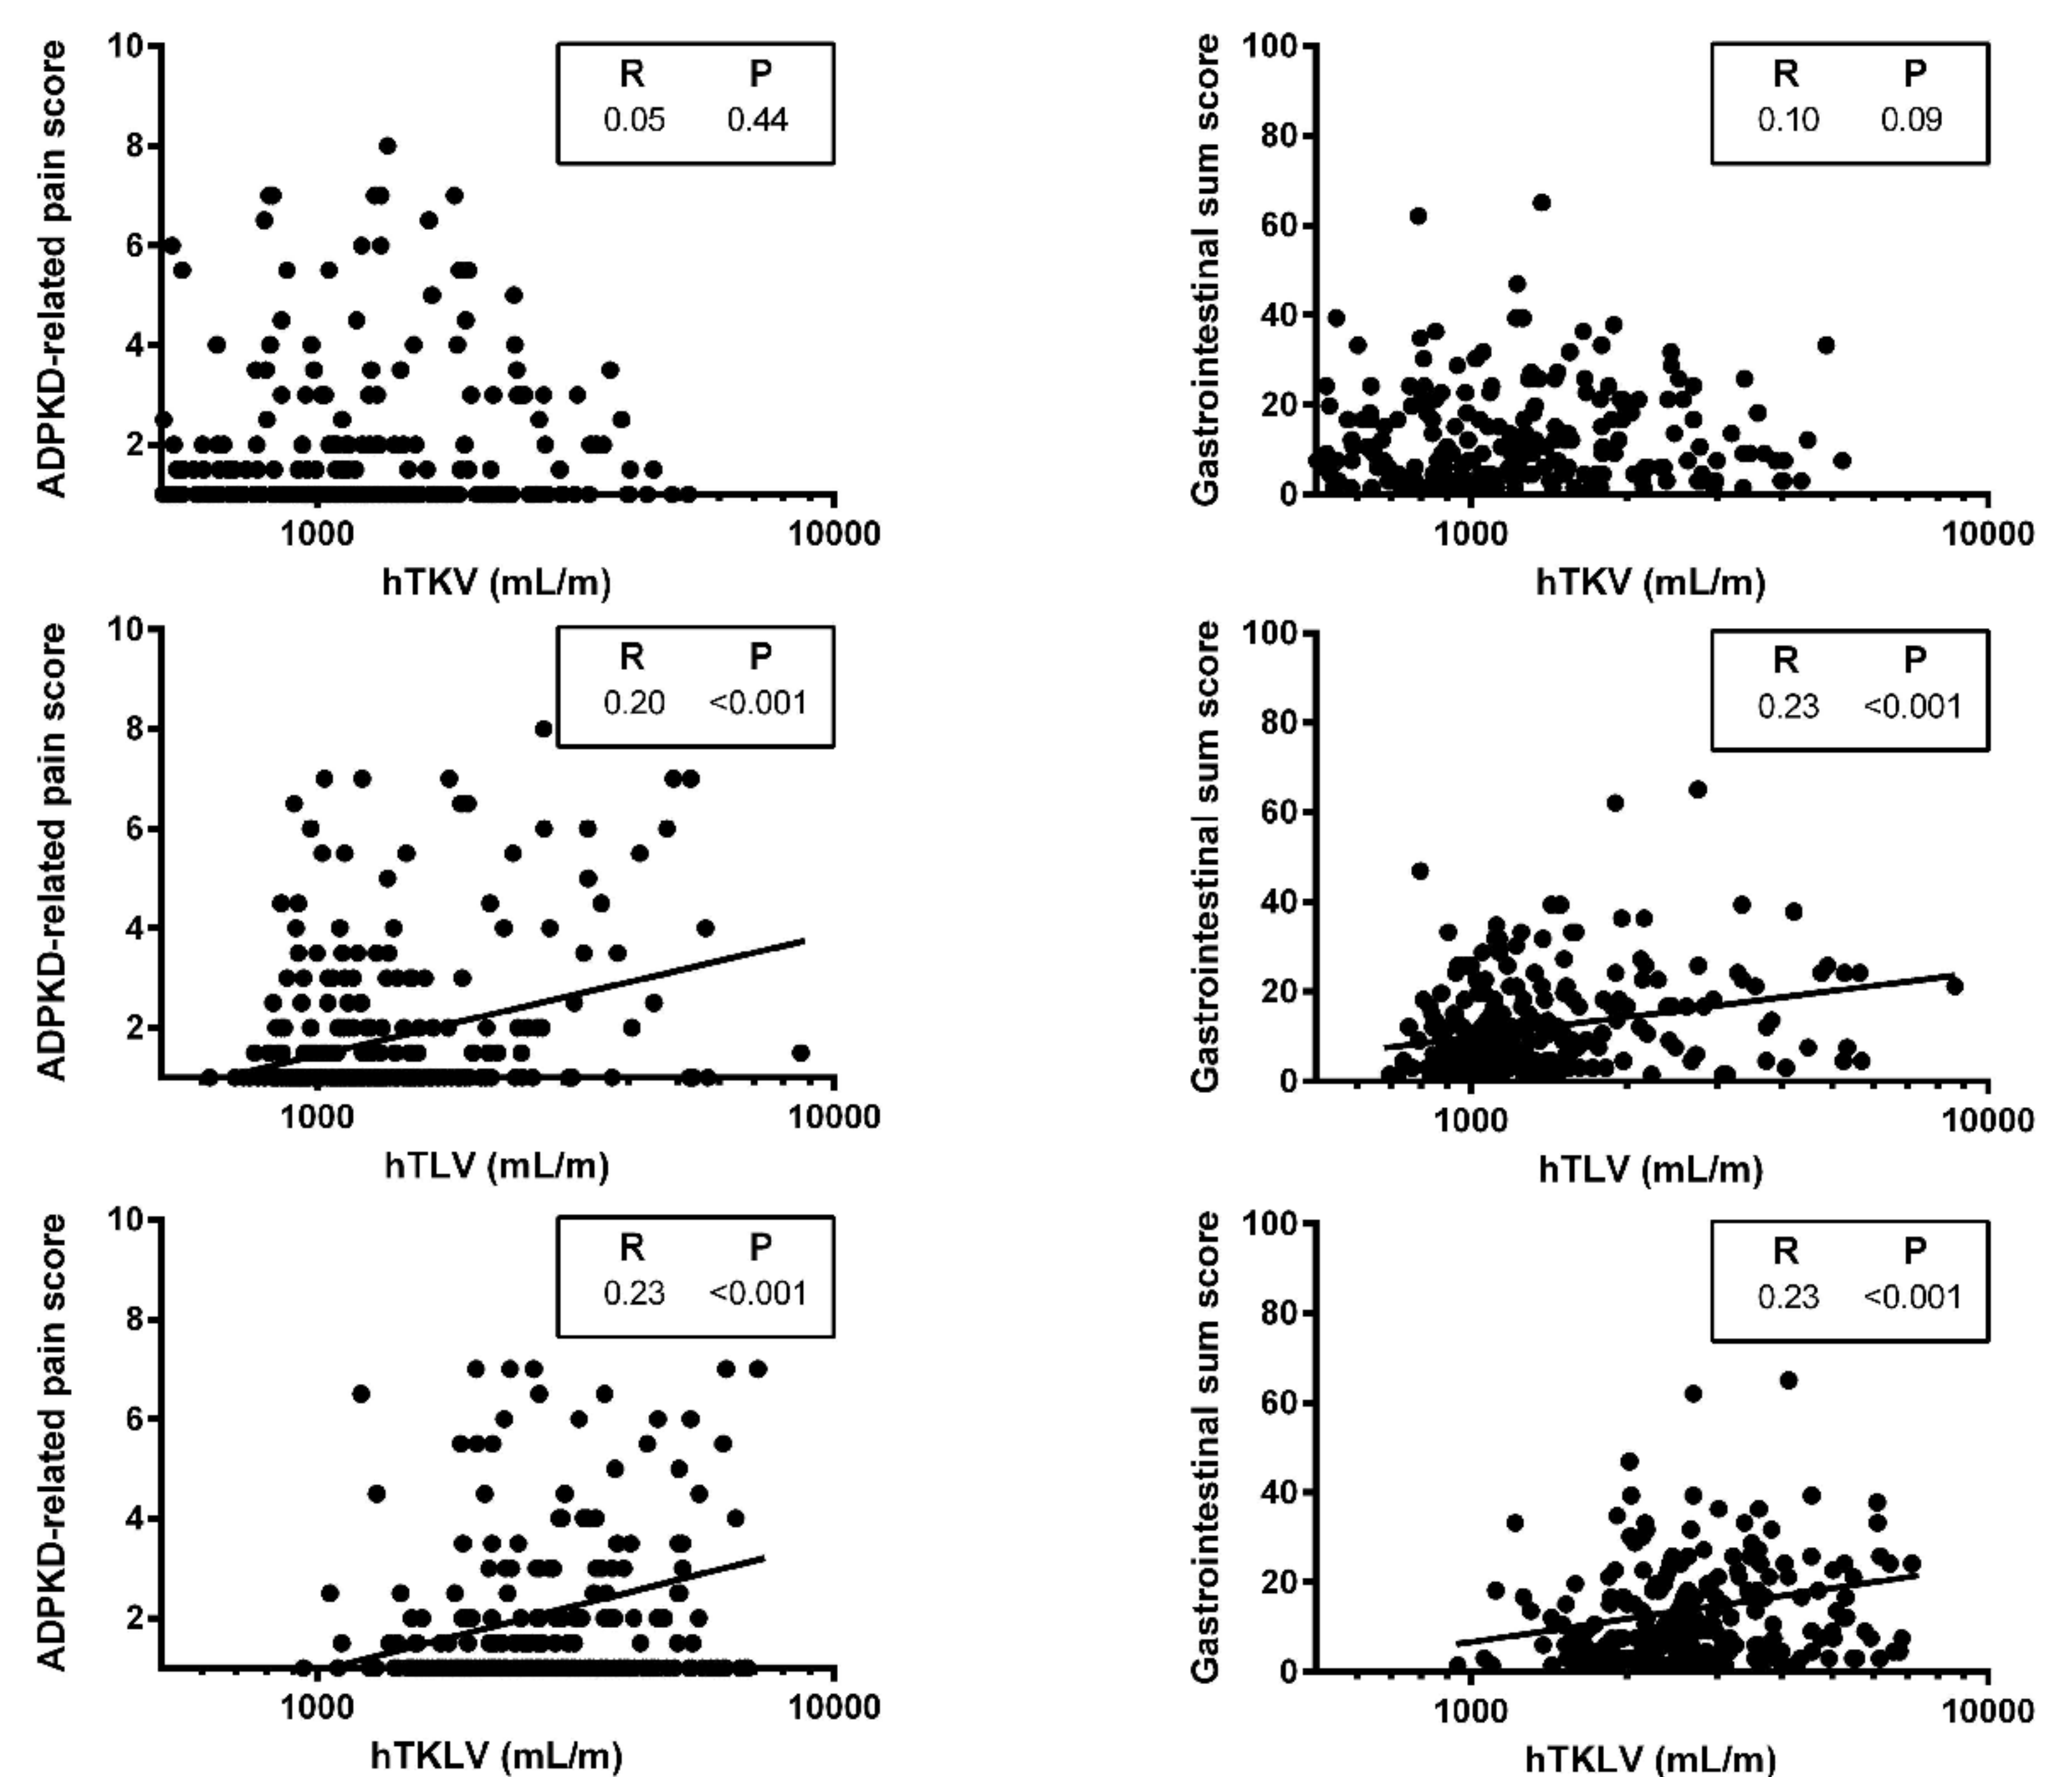 ADPKD-related pain score
10
8
6
4
2
R P
0.05 0.44
1000 10000
hTKV (mL/m)
Gastrointestinal sum score
100
80
60
40
20
0
R P
0.10 0.09
1000 10000
hTKV (mL/m)
ADPKD-related pain score
10
8
6
4
2
R P
0.20 <0.001
1000 10000
hTLV (mL/m)
Gastrointestinal sum score
100
80
60
40
20
0
R P
0.23 <0.001
1000 10000
hTLV (mL/m)
ADPKD-related pain score
10
8
6
4
2
R P
0.23 <0.001
1000 10000
hTKLV (mL/m)
Gastrointestinal sum score
100
80
60
40
20
0
R P
0.23 <0.001
1000 10000
hTKLV (mL/m)